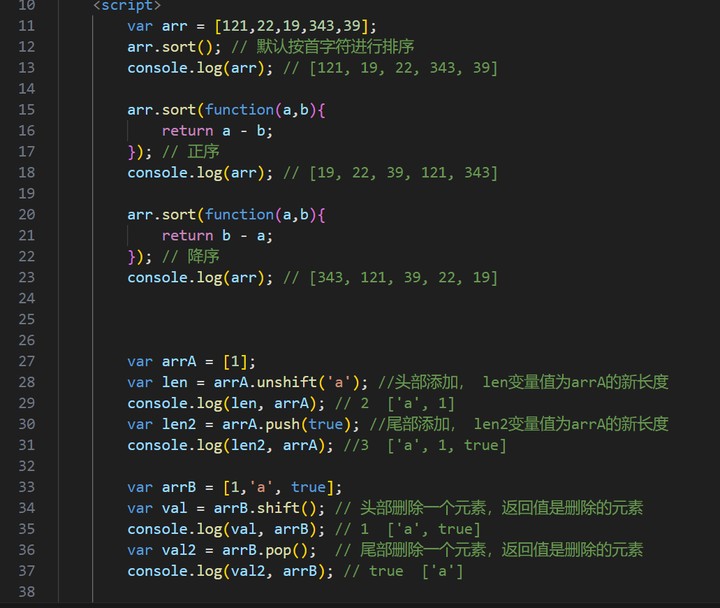 10 <script>
11 var arr = [121,22,19,343,39];
12 arr.sort(); // 默认按首字符进行排序
13 console.log(arr); // [121, 19, 22, 343, 39]
14
15 arr.sort(function(a,b){
16 return a - b;
17 }); // 正序
18 console.log(arr); // [19, 22, 39, 121, 343]
19
20 arr.sort(function(a,b){
21 return b - a;
22 }); // 降序
23 console.log(arr); // [343, 121, 39, 22, 19]
24
25
26
27 var arrA = [1];
28 var len = arrA.unshift('a'); //头部添加， len变量值为arrA的新长度
29 console.log(len, arrA); // 2  ['a', 1]
30 var len2 = arrA.push(true); //尾部添加， len2变量值为arrA的新长度
31 console.log(len2, arrA); //3  ['a', 1, true]
32
33 var arrB = [1,'a', true];
34 var val = arrB.shift(); // 头部删除一个元素，返回值是删除的元素
35 console.log(val, arrB); // 1  ['a', true]
36 var val2 = arrB.pop();  // 尾部删除一个元素，返回值是删除的元素
37 console.log(val2, arrB); // true  ['a']
38